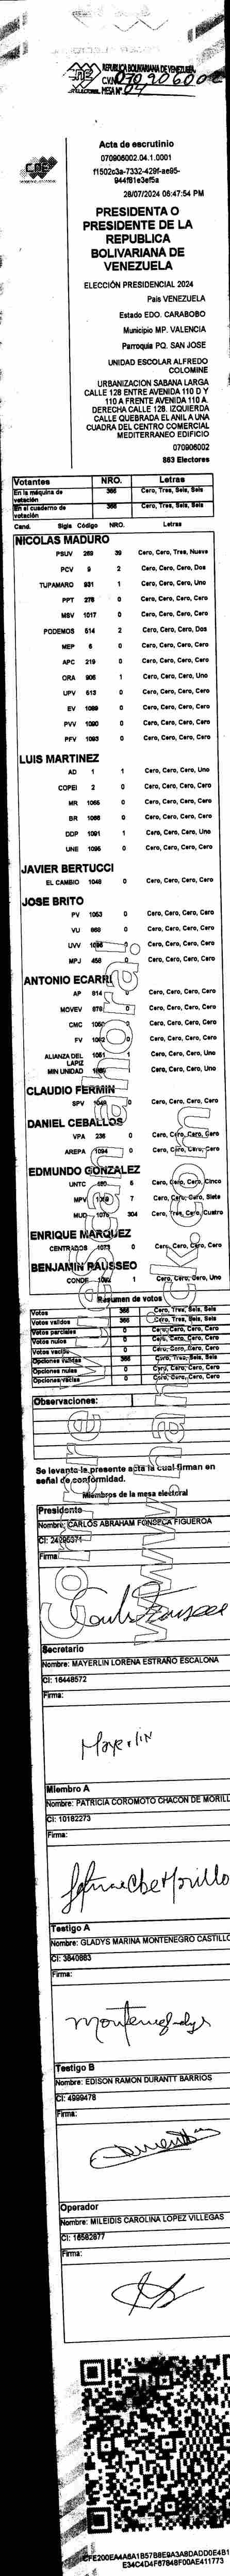 REPUBLICA BOLIVARIANA DE VENEZUELA
CNE
C.V. Nº 070906002
MESA Nº 04
Acta de escrutinio
070906002.04.1.0001
f1502c3a-7332-429f-ae95-
944f81e3ef5a
28/07/2024 06:47:54 PM
PRESIDENTA O
PRESIDENTE DE LA
REPUBLICA
BOLIVARIANA DE
VENEZUELA
ELECCIÓN PRESIDENCIAL 2024
País VENEZUELA
Estado EDO. CARABOBO
Municipio MP. VALENCIA
Parroquia PQ. SAN JOSE
UNIDAD ESCOLAR ALFREDO
COLOMINE
URBANIZACION SABANA LARGA
CALLE 128 ENTRE AVENIDA 110 D Y
110 A FRENTE AVENIDA 110 A.
DERECHA CALLE 128. IZQUIERDA
CALLE QUEBRADA EL ANIL A UNA
CUADRA DEL CENTRO COMERCIAL
MEDITERRANEO EDIFICIO
070906002
863 Electores
Votantes NRO. Letras
En la máquina de votación 366 Cero, Tres, Seis, Seis
En el cuaderno de votación 366 Cero, Tres, Seis, Seis
Cand. Sigla Código NRO. Letras
NICOLAS MADURO
PSUV 269 39 Cero, Cero, Tres, Nueve
PCV 9 2 Cero, Cero, Cero, Dos
TUPAMARO 931 1 Cero, Cero, Cero, Uno
PPT 278 0 Cero, Cero, Cero, Cero
MSV 1017 0 Cero, Cero, Cero, Cero
PODEMOS 514 2 Cero, Cero, Cero, Dos
MEP 6 0 Cero, Cero, Cero, Cero
APC 219 0 Cero, Cero, Cero, Cero
ORA 906 1 Cero, Cero, Cero, Uno
UPV 513 0 Cero, Cero, Cero, Cero
EV 1089 0 Cero, Cero, Cero, Cero
PVV 1090 0 Cero, Cero, Cero, Cero
PFV 1093 0 Cero, Cero, Cero, Cero
LUIS MARTINEZ
AD 1 1 Cero, Cero, Cero, Uno
COPEI 2 0 Cero, Cero, Cero, Cero
MR 1065 0 Cero, Cero, Cero, Cero
BR 1066 0 Cero, Cero, Cero, Cero
DDP 1091 1 Cero, Cero, Cero, Uno
UNE 1095 0 Cero, Cero, Cero, Cero
JAVIER BERTUCCI
EL CAMBIO 1048 0 Cero, Cero, Cero, Cero
JOSE BRITO
PV 1053 0 Cero, Cero, Cero, Cero
VU 869 0 Cero, Cero, Cero, Cero
UVV 0 Cero, Cero, Cero, Cero
MPJ 458 0 Cero, Cero, Cero, Cero
ANTONIO ECARRI
AP 814 0 Cero, Cero, Cero, Cero
MOVEV 876 0 Cero, Cero, Cero, Cero
CMC 1050 0 Cero, Cero, Cero, Cero
FV 1092 0 Cero, Cero, Cero, Cero
ALIANZA DEL LAPIZ 1051 1 Cero, Cero, Cero, Uno
MIN UNIDAD 1 Cero, Cero, Cero, Uno
CLAUDIO FERMIN
SPV 1049 0 Cero, Cero, Cero, Cero
DANIEL CEBALLOS
VPA 236 0 Cero, Cero, Cero, Cero
AREPA 1094 0 Cero, Cero, Cero, Cero
EDMUNDO GONZALEZ
UNTC 5 Cero, Cero, Cero, Cinco
MPV 7 Cero, Cero, Cero, Siete
MUD 1076 304 Cero, Tres, Cero, Cuatro
ENRIQUE MARQUEZ
CENTRADOS 1073 0 Cero, Cero, Cero, Cero
BENJAMIN RAUSSEO
CONDE 1 Cero, Cero, Cero, Uno
Resumen de votos
Votos 366 Cero, Tres, Seis, Seis
Votos validos 366 Cero, Tres, Seis, Seis
Votos parciales 0 Cero, Cero, Cero, Cero
Votos nulos 0 Cero, Cero, Cero, Cero
Votos vacíos 0 Cero, Cero, Cero, Cero
Opciones validas 366 Cero, Tres, Seis, Seis
Opciones nulas 0 Cero, Cero, Cero, Cero
Opciones vacías 0 Cero, Cero, Cero, Cero
Observaciones:
Se levanta la presente acta la cual firman en
señal de conformidad.
Miembros de la mesa electoral
Presidente
Nombre: CARLOS ABRAHAM FONSECA FIGUEROA
CI: 24295371
Firma:
Secretario
Nombre: MAYERLIN LORENA ESTRAÑO ESCALONA
CI: 16448572
Firma:
Mayerlin
Miembro A
Nombre: PATRICIA COROMOTO CHACON DE MORILL
CI: 10182273
Firma:
Testigo A
Nombre: GLADYS MARINA MONTENEGRO CASTILLO
CI: 3840883
Firma:
Testigo B
Nombre: EDISON RAMON DURANTT BARRIOS
CI: 4999478
Firma:
Operador
Nombre: MILEIDIS CAROLINA LOPEZ VILLEGAS
CI: 16582877
Firma:
CFE200EA4A8A1B57B8E9A3A8DADD0E4B1
E34C4D4F67848F00AE411773